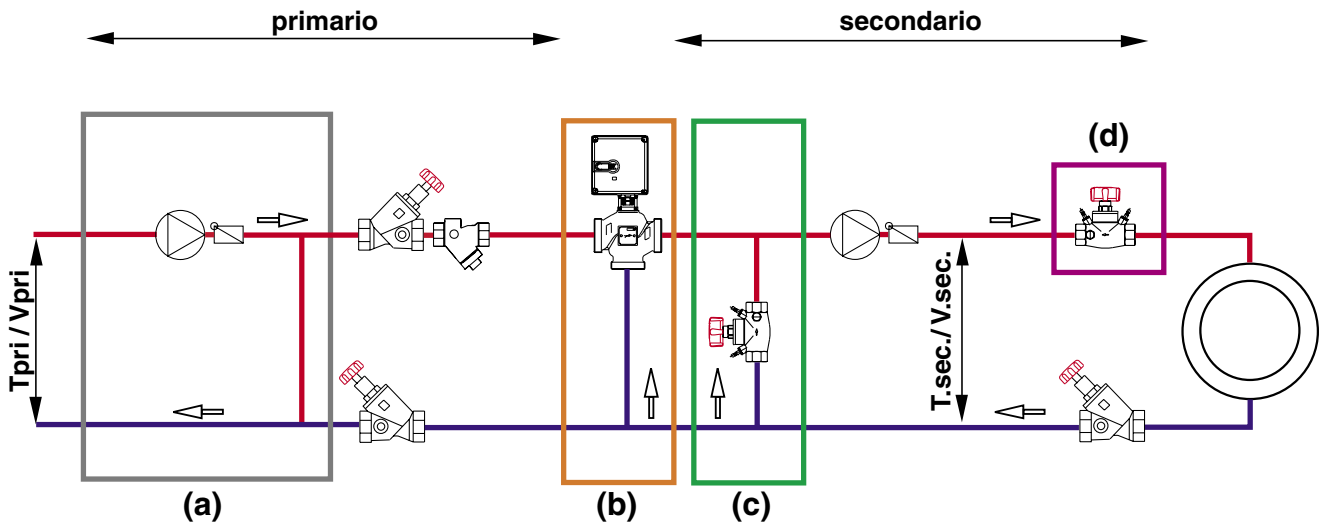 primario
secondario
(d)
Tpri / Vpri
T.sec./ V.sec.
(a)
(b)
(c)